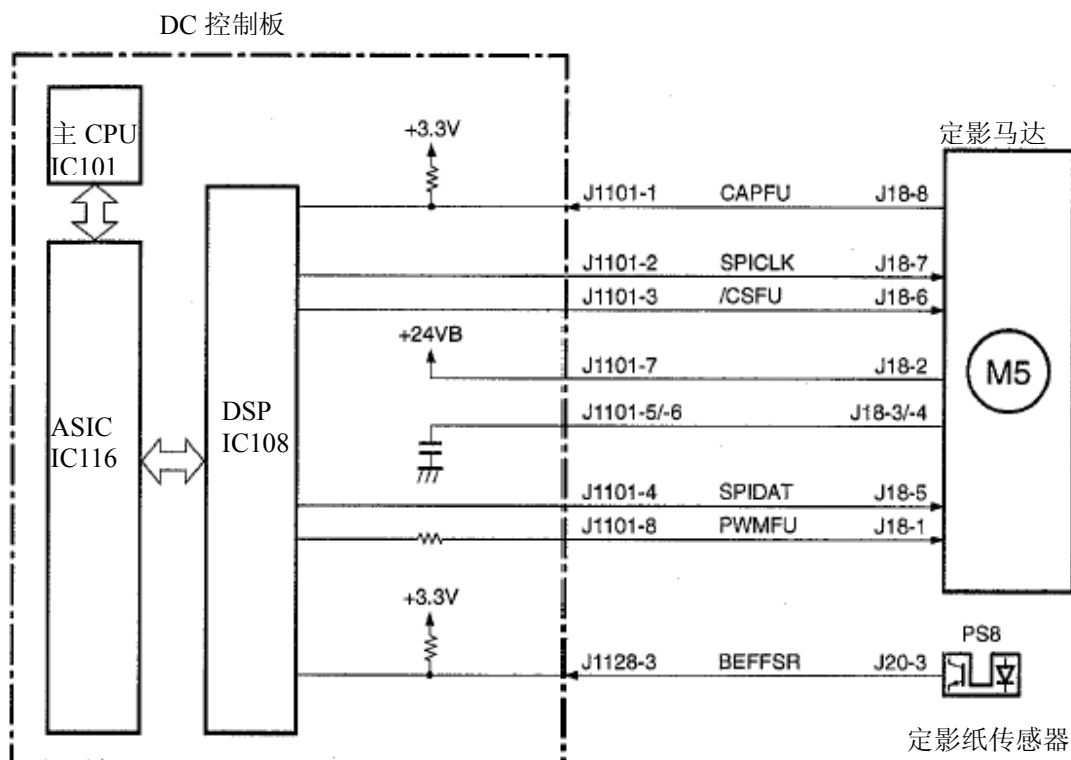 DC 控制板
主 CPU
IC101
+3.3V
定影马达
J1101-1 CAPFU J18-8
J1101-2 SPICLK J18-7
J1101-3 /CSFU J18-6
+24VB
J1101-7 J18-2
M5
J1101-5/-6 J18-3/-4
ASIC
IC116
DSP
IC108
J1101-4 SPIDAT J18-5
J1101-8 PWMFU J18-1
+3.3V
PS8
J1128-3 BEFFSR J20-3
定影纸传感器